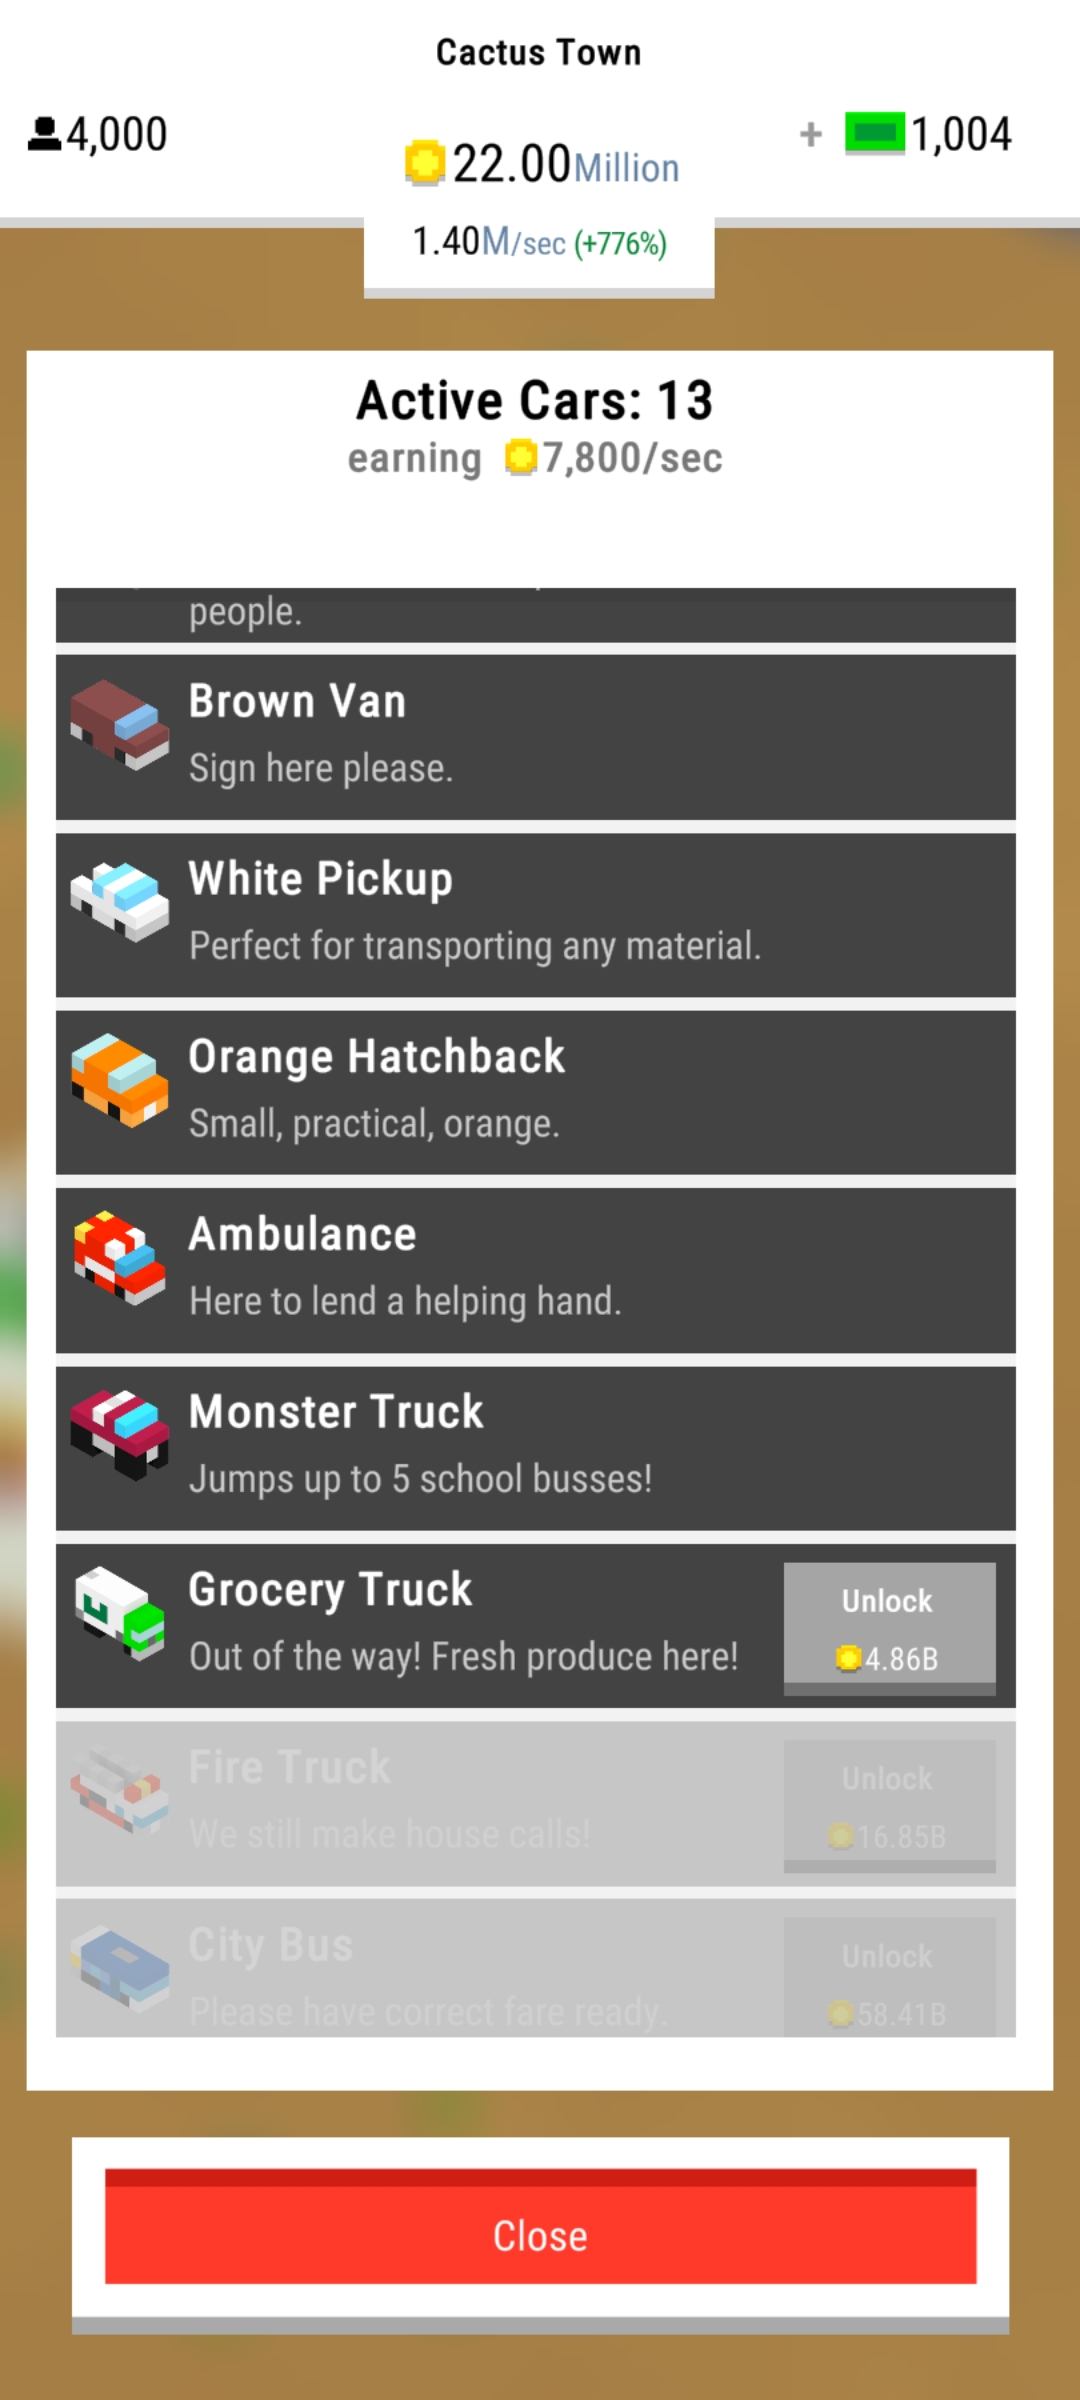 Cactus Town
4,000
22.00Million
+ 1,004
1.40M/sec (+776%)
Active Cars: 13
earning 7,800/sec
people.
Brown Van
Sign here please.
White Pickup
Perfect for transporting any material.
Orange Hatchback
Small, practical, orange.
Ambulance
Here to lend a helping hand.
Monster Truck
Jumps up to 5 school busses!
Grocery Truck
Out of the way! Fresh produce here!
Unlock
4.86B
Fire Truck
We still make house calls!
Unlock
16.85B
City Bus
Please have correct fare ready.
Unlock
58.41B
Close